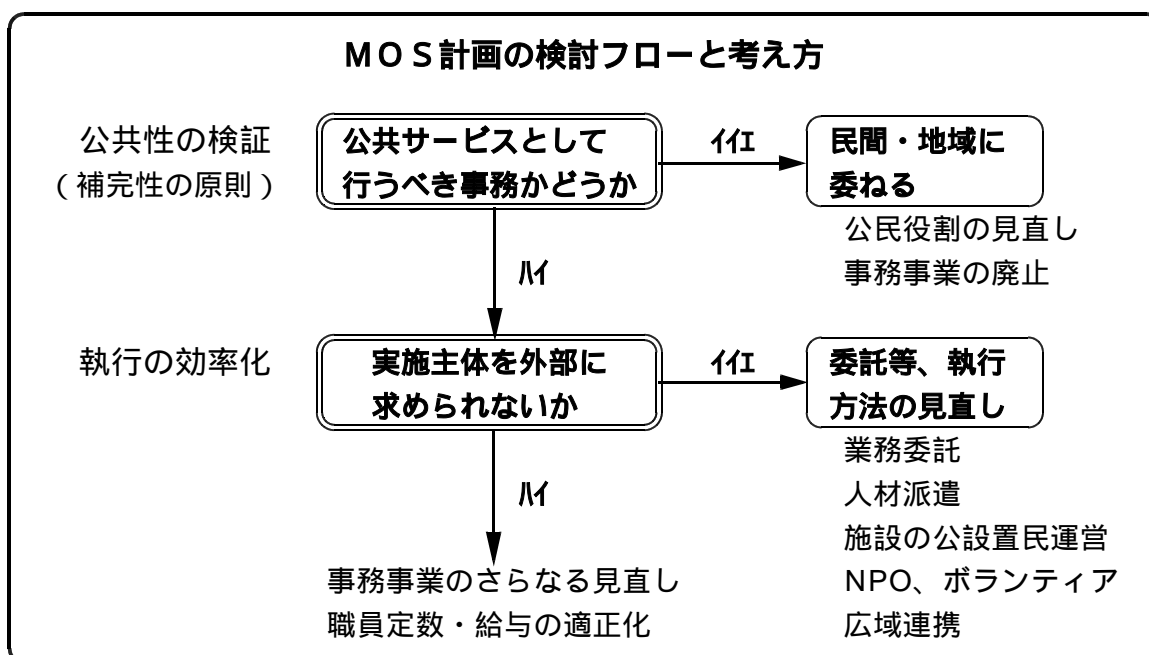 ＭＯＳ計画の検討フローと考え方
公共性の検証
（補完性の原則）
公共サービスとして
行うべき事務かどうか
ｲｲｴ
民間・地域に
委ねる
公民役割の見直し
事務事業の廃止
ﾊｲ
執行の効率化
実施主体を外部に
求められないか
ｲｲｴ
委託等、執行
方法の見直し
業務委託
人材派遣
施設の公設置民運営
NPO、ボランティア
広域連携
ﾊｲ
事務事業のさらなる見直し
職員定数・給与の適正化